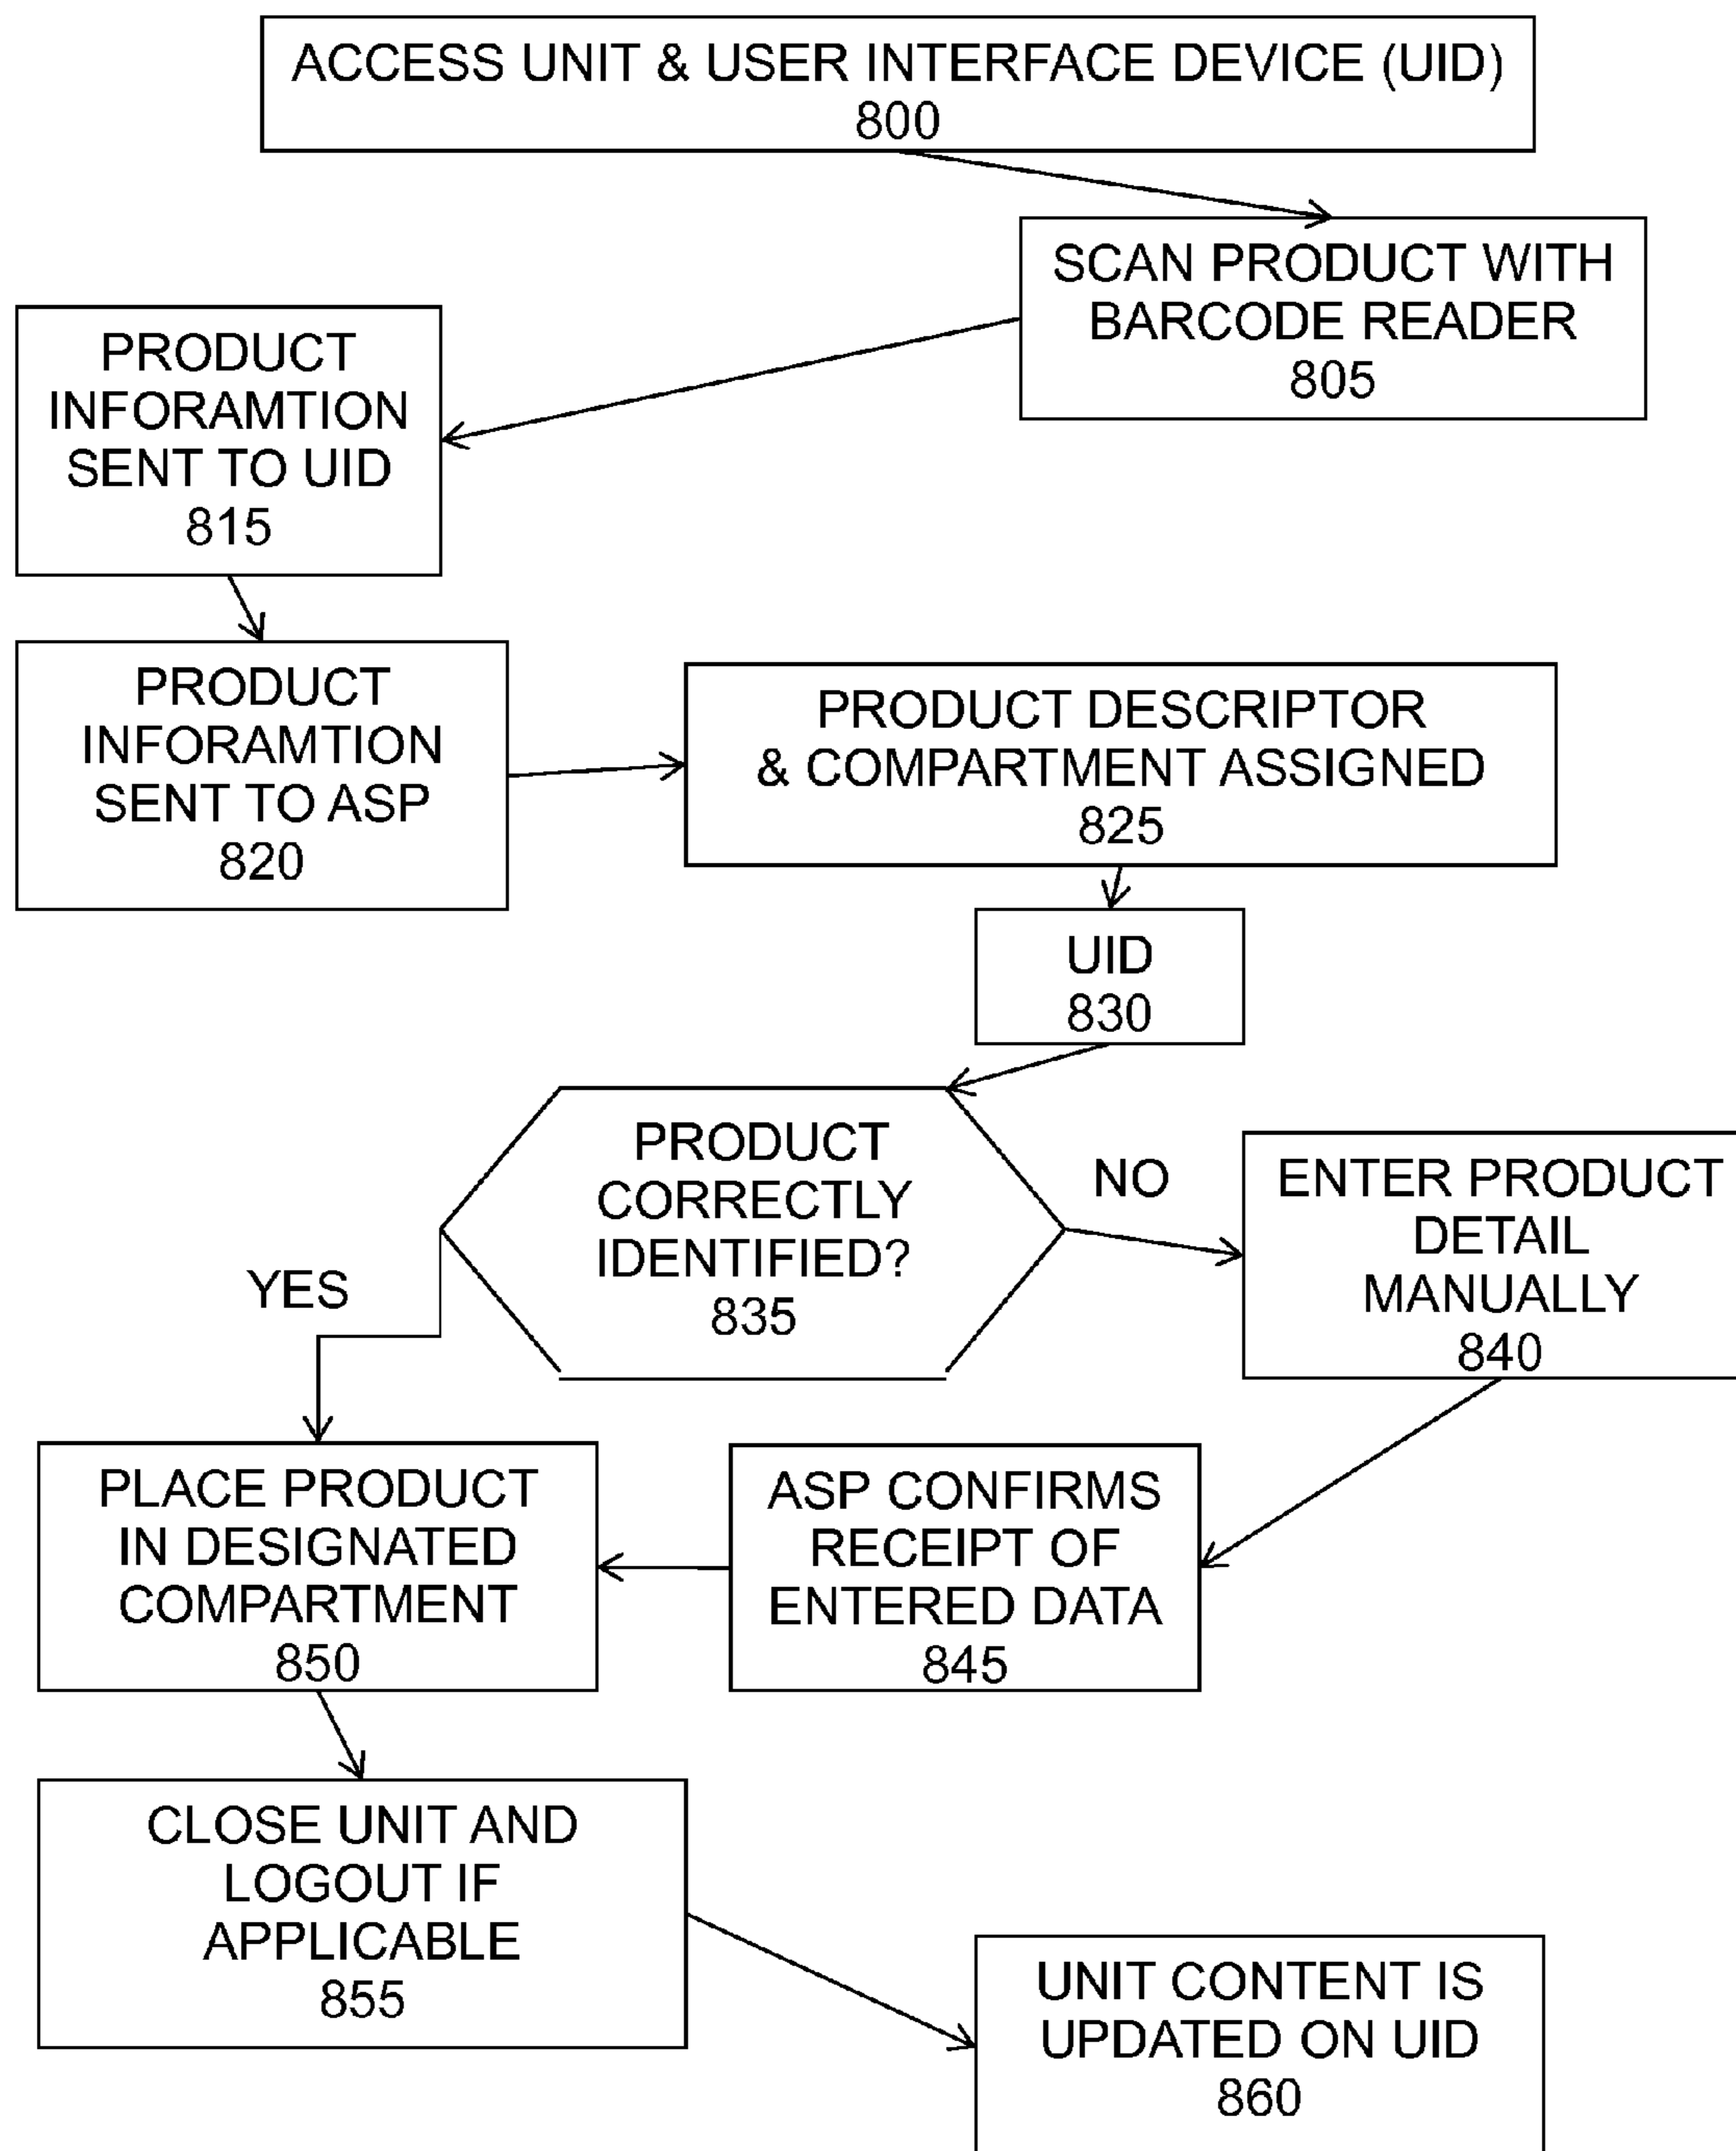 ACCESS UNIT & USER INTERFACE DEVICE (UID)
800
SCAN PRODUCT WITH
BARCODE READER
805
PRODUCT
INFORAMTION
SENT TO UID
815
PRODUCT
INFORAMTION
SENT TO ASP
820
PRODUCT DESCRIPTOR
& COMPARTMENT ASSIGNED
825
UID
830
PRODUCT
CORRECTLY
IDENTIFIED?
835
NO
ENTER PRODUCT
DETAIL
MANUALLY
840
YES
ASP CONFIRMS
RECEIPT OF
ENTERED DATA
845
PLACE PRODUCT
IN DESIGNATED
COMPARTMENT
850
CLOSE UNIT AND
LOGOUT IF
APPLICABLE
855
UNIT CONTENT IS
UPDATED ON UID
860